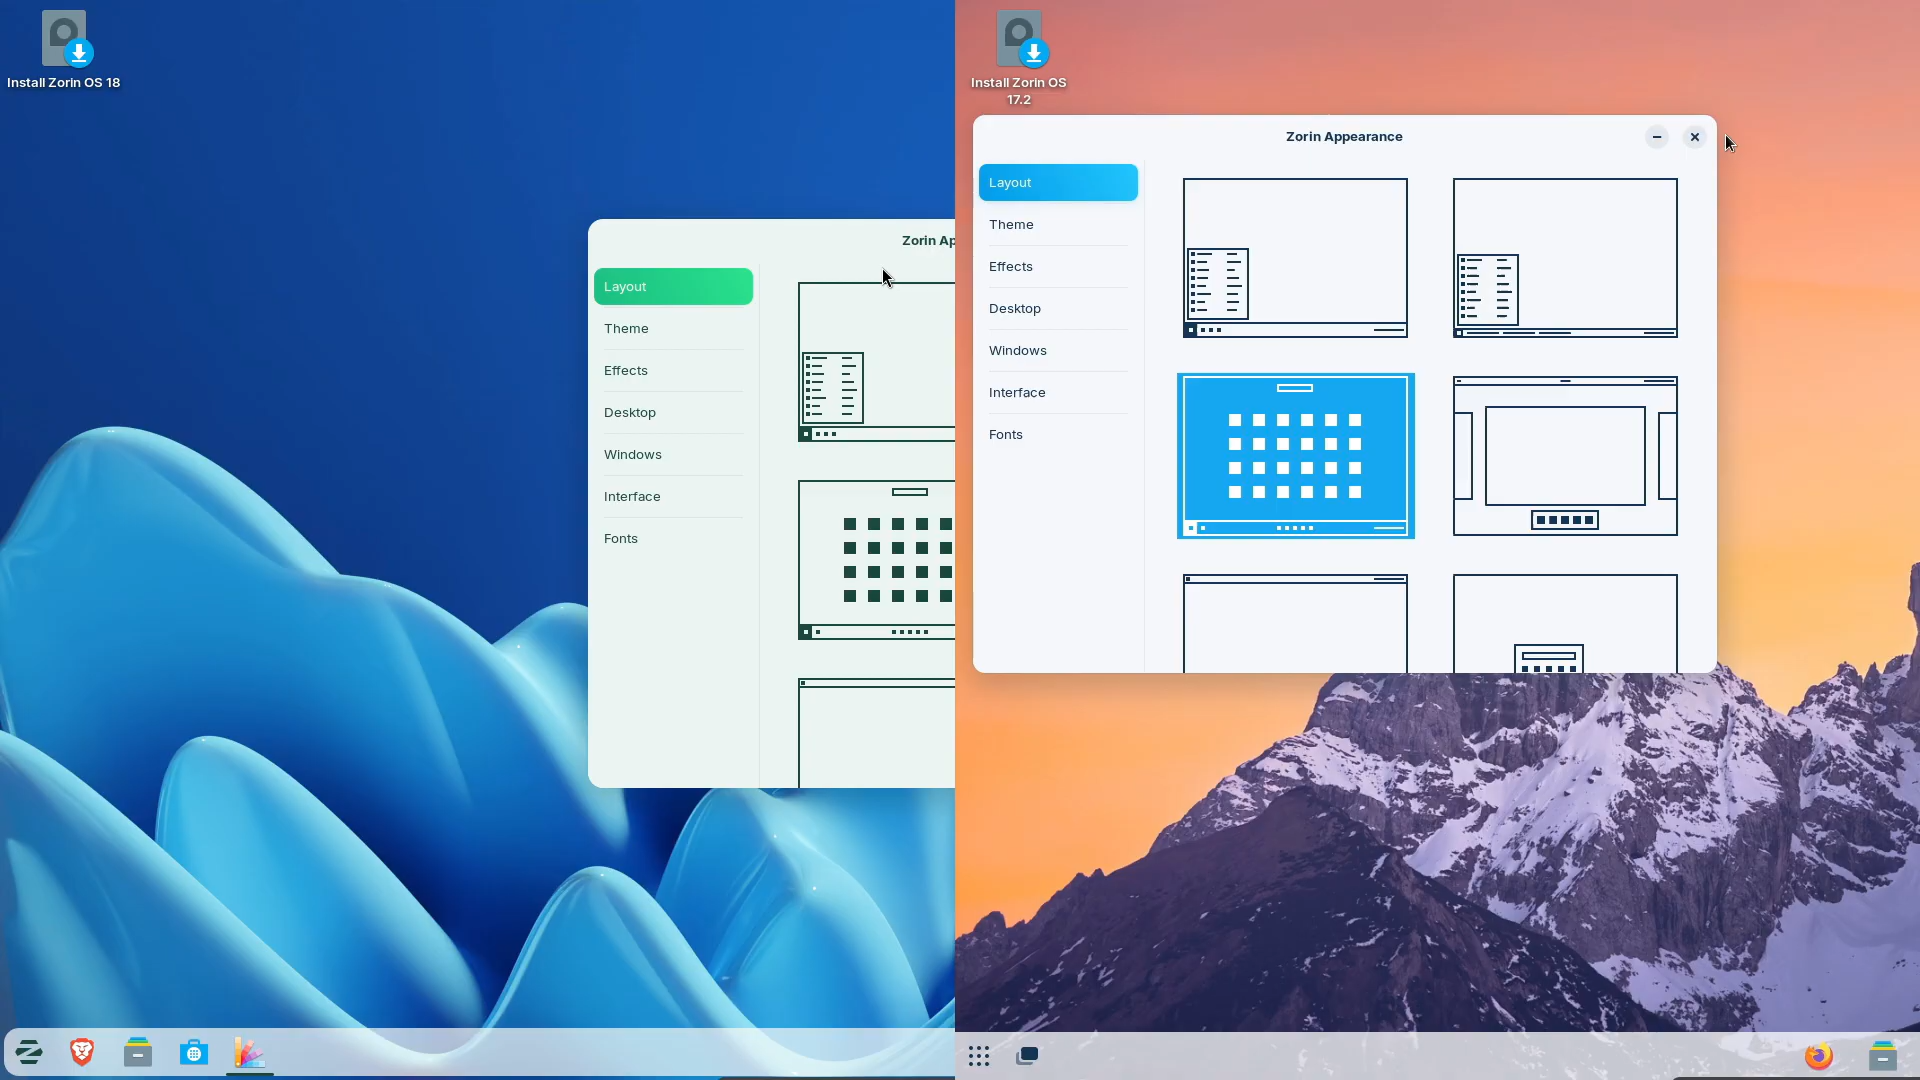 Install Zorin OS 18
Zorin Ap
Layout
Theme
Effects
Desktop
Windows
Interface
Fonts
Install Zorin OS
17.2
Zorin Appearance
Layout
Theme
Effects
Desktop
Windows
Interface
Fonts